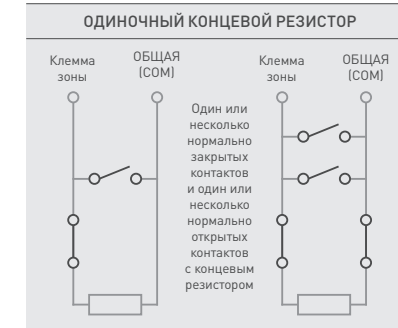 ОДИНОЧНЫЙ КОНЦЕВОЙ РЕЗИСТОР
Клемма
зоны
ОБЩАЯ
(COM)
Один или
несколько
нормально
закрытых
контактов
и один или
несколько
нормально
открытых
контактов
с концевым
резистором
Клемма
зоны
ОБЩАЯ
(COM)